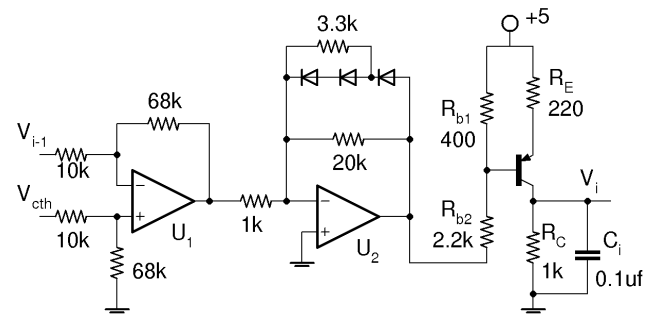 3.3k
+5
68k
R_E
220
R_b1
400
V_i-1
10k
20k
V_cth
10k
−
+
U_1
1k
−
+
U_2
R_b2
2.2k
V_i
68k
R_C
1k
C_i
0.1uf